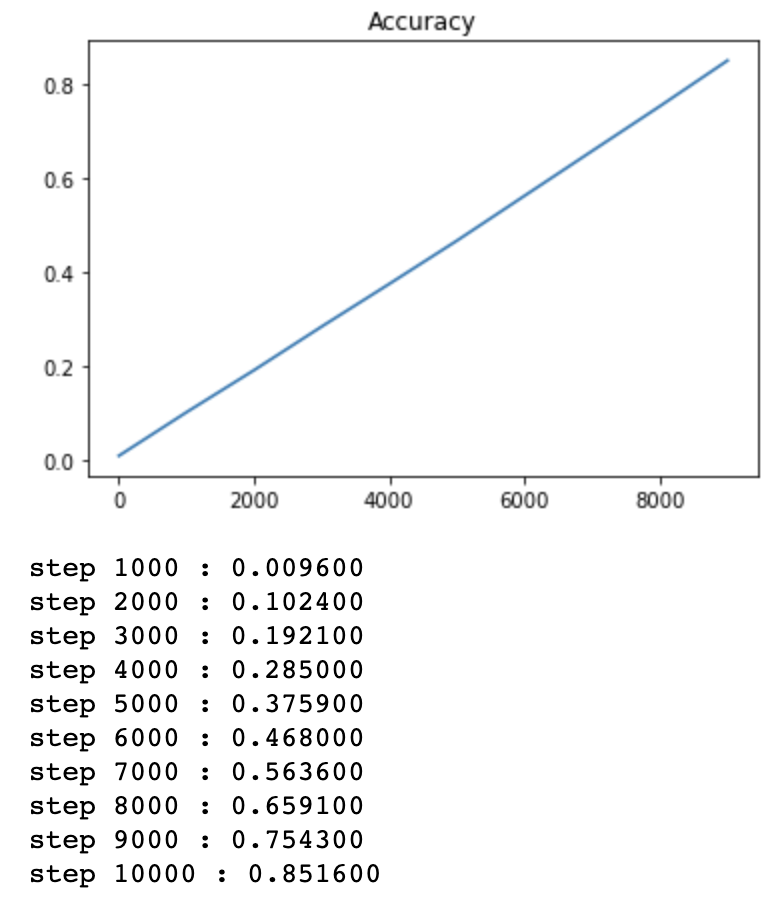 Accuracy
0.8
0.6
0.4
0.2
0.0
0 2000 4000 6000 8000
step 1000 : 0.009600
step 2000 : 0.102400
step 3000 : 0.192100
step 4000 : 0.285000
step 5000 : 0.375900
step 6000 : 0.468000
step 7000 : 0.563600
step 8000 : 0.659100
step 9000 : 0.754300
step 10000 : 0.851600